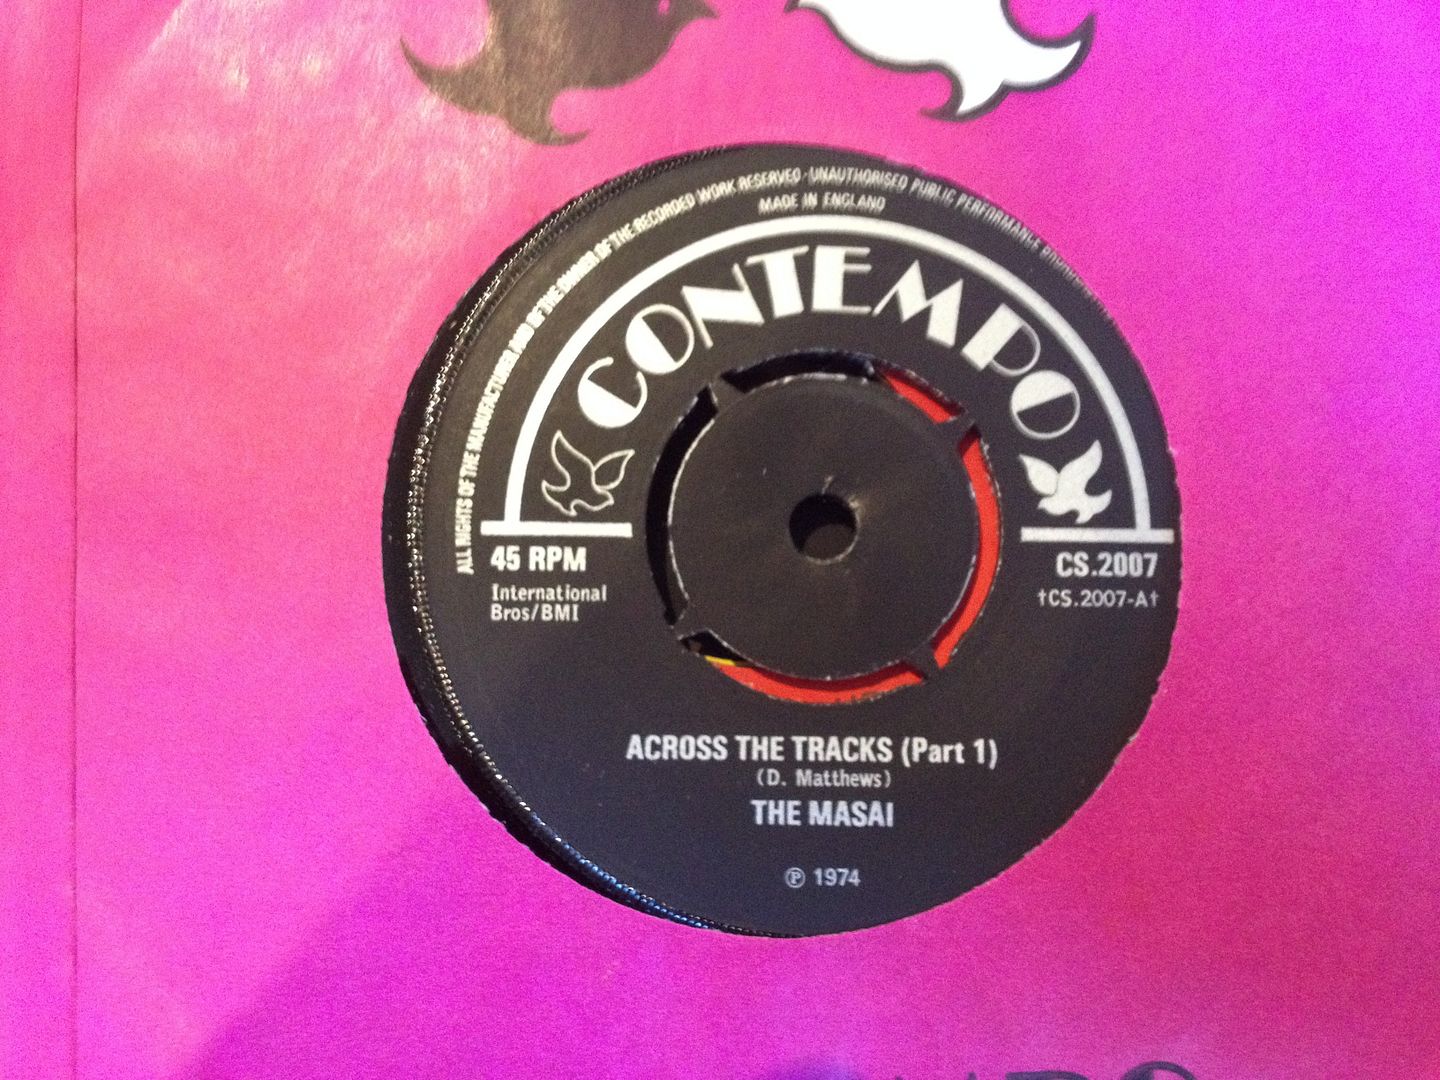 ALL RIGHTS OF THE MANUFACTURER AND OF THE OWNER OF THE RECORDED WORK RESERVED · UNAUTHORISED PUBLIC PERFORMANCE
MADE IN ENGLAND
CONTEMPO
45 RPM
International
Bros/BMI
CS.2007
†CS.2007-A†
ACROSS THE TRACKS (Part 1)
(D. Matthews)
THE MASAI
℗ 1974